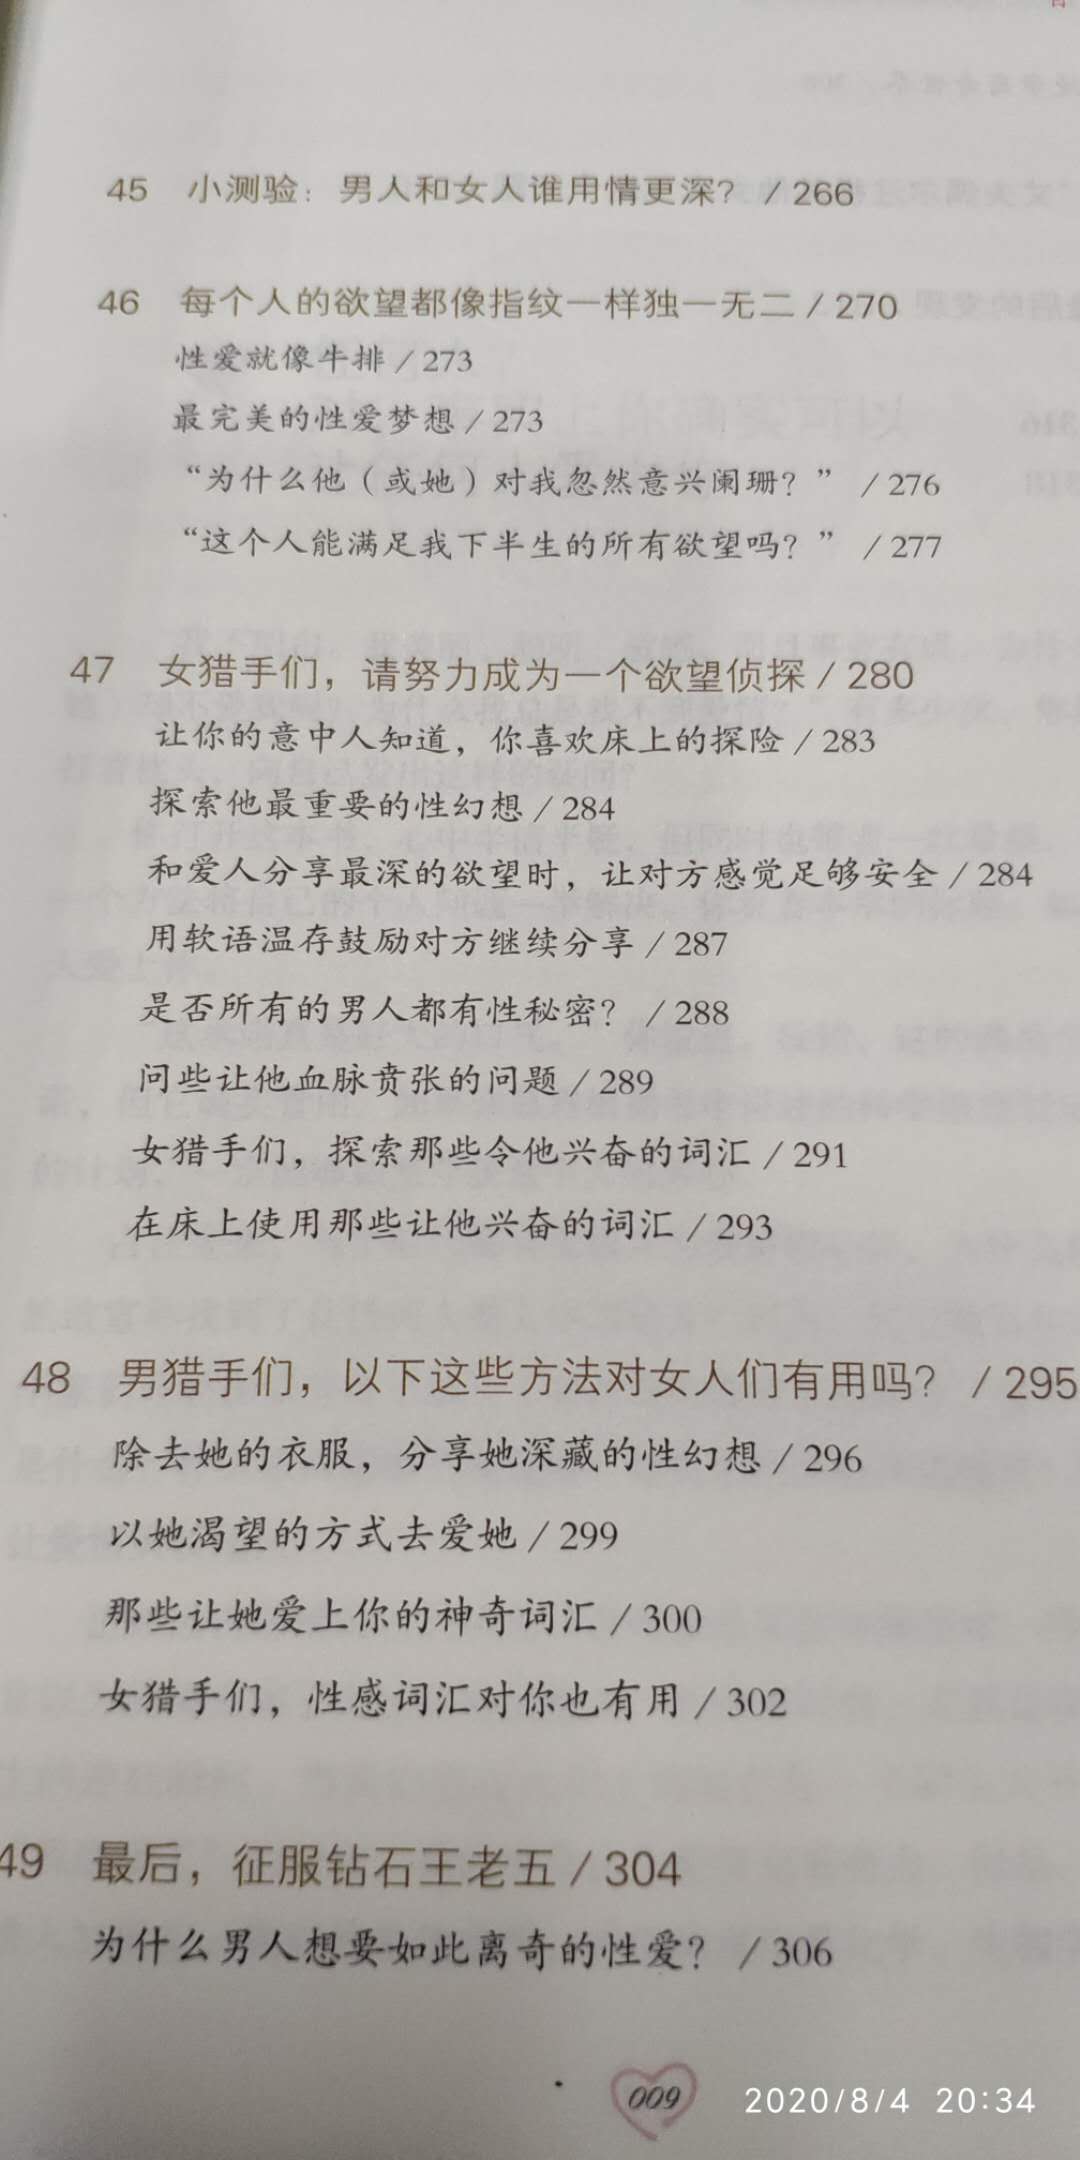 45 小测验：男人和女人谁用情更深？ / 266
46 每个人的欲望都像指纹一样独一无二 / 270
性爱就像牛排 / 273
最完美的性爱梦想 / 273
“为什么他（或她）对我忽然意兴阑珊？” / 276
“这个人能满足我下半生的所有欲望吗？” / 277
47 女猎手们，请努力成为一个欲望侦探 / 280
让你的意中人知道，你喜欢床上的探险 / 283
探索他最重要的性幻想 / 284
和爱人分享最深的欲望时，让对方感觉足够安全 / 284
用软语温存鼓励对方继续分享 / 287
是否所有的男人都有性秘密？ / 288
问些让他血脉贲张的问题 / 289
女猎手们，探索那些令他兴奋的词汇 / 291
在床上使用那些让他兴奋的词汇 / 293
48 男猎手们，以下这些方法对女人们有用吗？ / 295
除去她的衣服，分享她深藏的性幻想 / 296
以她渴望的方式去爱她 / 299
那些让她爱上你的神奇词汇 / 300
女猎手们，性感词汇对你也有用 / 302
49 最后，征服钻石王老五 / 304
为什么男人想要如此离奇的性爱？ / 306
009
2020/8/4 20:34